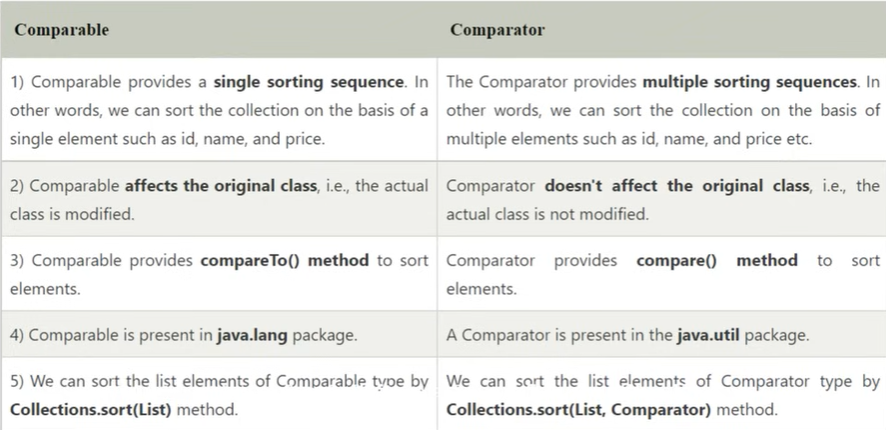 Comparable
Comparator
1) Comparable provides a single sorting sequence. In
other words, we can sort the collection on the basis of a
single element such as id, name, and price.
The Comparator provides multiple sorting sequences. In
other words, we can sort the collection on the basis of
multiple elements such as id, name, and price etc.
2) Comparable affects the original class, i.e., the actual
class is modified.
Comparator doesn't affect the original class, i.e., the
actual class is not modified.
3) Comparable provides compareTo() method to sort
elements.
Comparator provides compare() method to sort
elements.
4) Comparable is present in java.lang package.
A Comparator is present in the java.util package.
5) We can sort the list elements of Comparable type by
Collections.sort(List) method.
We can sort the list elements of Comparator type by
Collections.sort(List, Comparator) method.